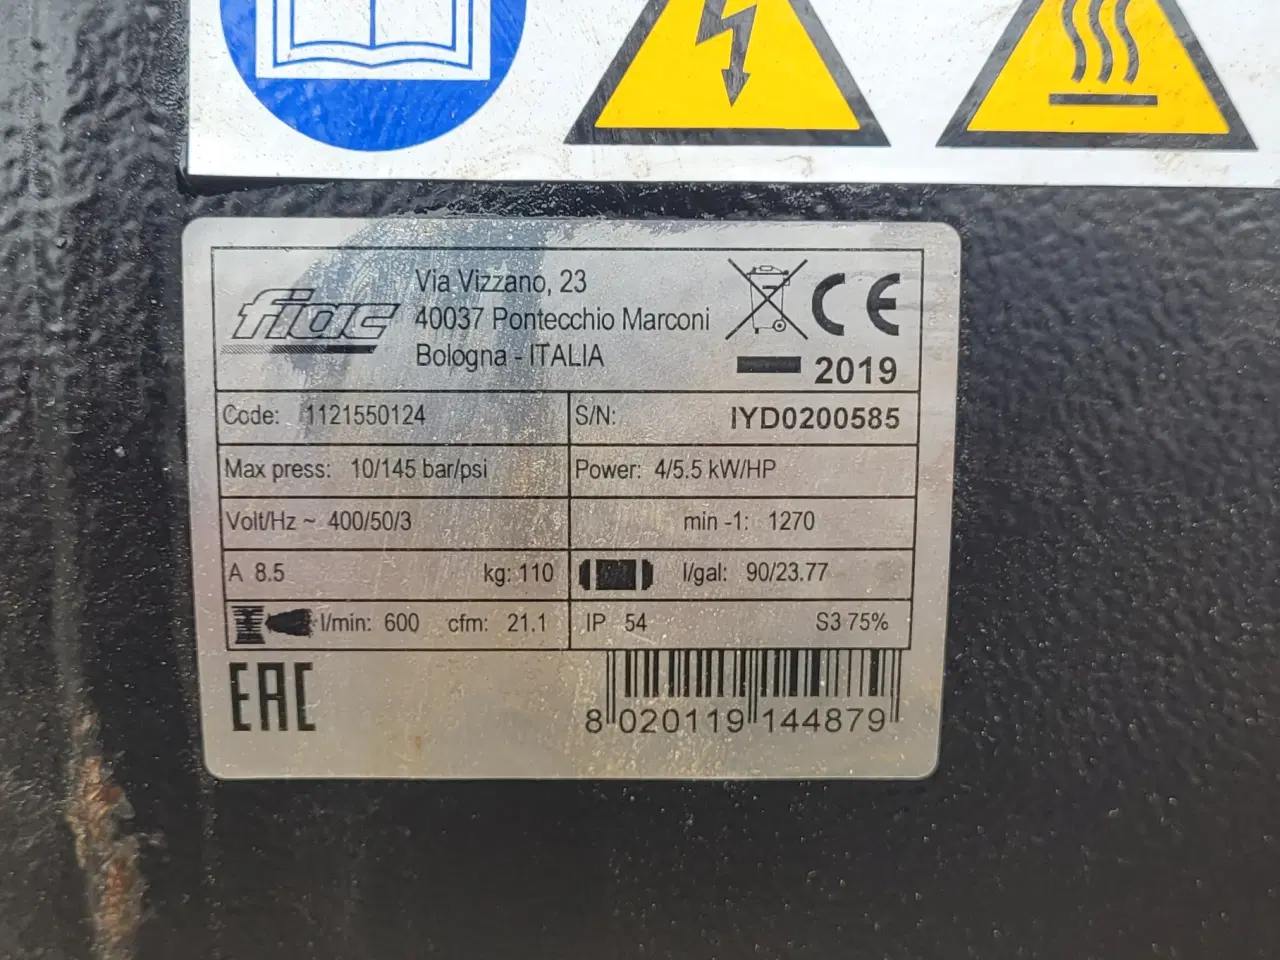 fiac
Via Vizzano, 23
40037 Pontecchio Marconi
Bologna - ITALIA
CE
2019
Code: 1121550124
S/N: IYD0200585
Max press: 10/145 bar/psi
Power: 4/5.5 kW/HP
Volt/Hz ~ 400/50/3
min -1: 1270
A 8.5 kg: 110
l/gal: 90/23.77
l/min: 600 cfm: 21.1
IP 54 S3 75%
EAC
8 020119 144879